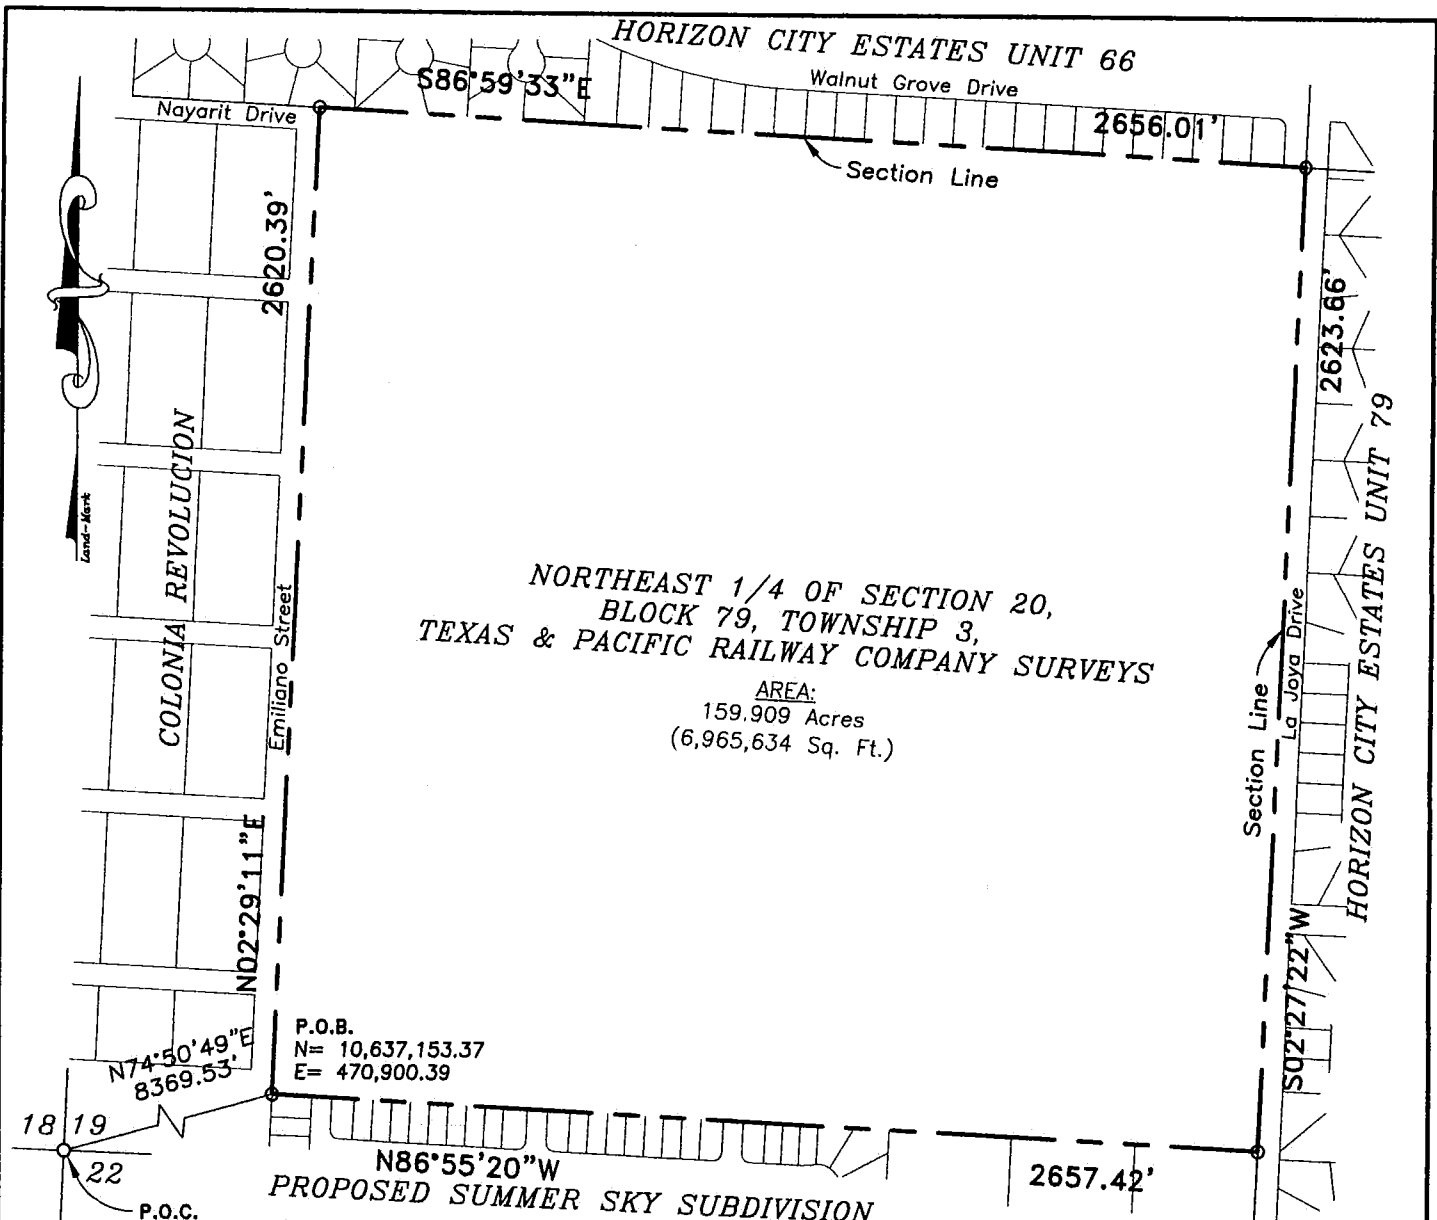 HORIZON CITY ESTATES UNIT 66
S86°59'33"E
Walnut Grove Drive
Nayarit Drive
2656.01'
Section Line
2620.39'
2623.66'
Land-Mark
COLONIA REVOLUCION
Emiliano Street
NORTHEAST 1/4 OF SECTION 20,
BLOCK 79, TOWNSHIP 3,
TEXAS & PACIFIC RAILWAY COMPANY SURVEYS
AREA:
159.909 Acres
(6,965,634 Sq. Ft.)
Section Line
La Joya Drive
HORIZON CITY ESTATES UNIT 79
N02°29'11"E
S02°27'22"W
P.O.B.
N= 10,637,153.37
E= 470,900.39
N74°50'49"E
8369.53'
18 19
22
P.O.C.
N86°55'20"W
2657.42'
PROPOSED SUMMER SKY SUBDIVISION